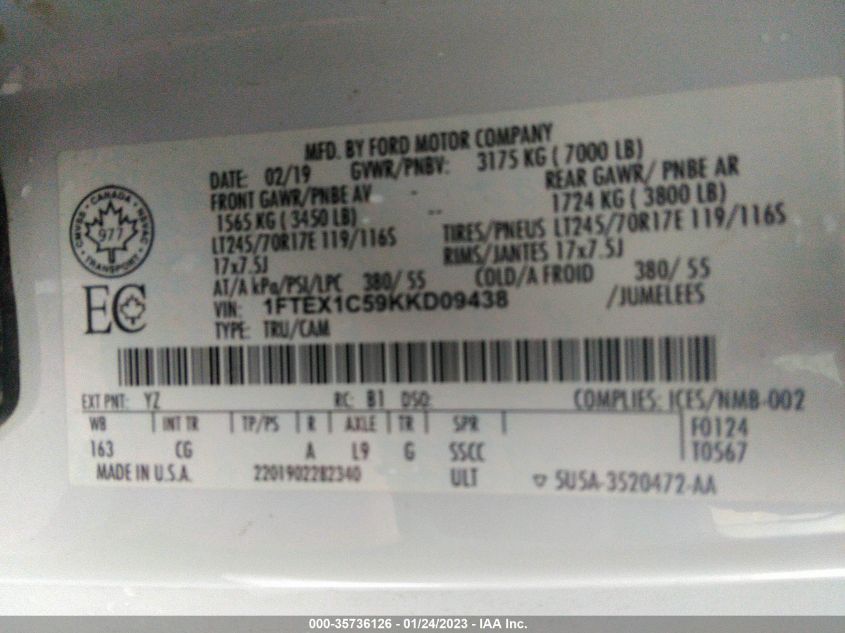 MFD. BY FORD MOTOR COMPANY
DATE: 02/19 GVWR/PNBV: 3175 KG ( 7000 LB)
FRONT GAWR/PNBE AV REAR GAWR/ PNBE AR
1565 KG ( 3450 LB) -- 1724 KG ( 3800 LB)
LT245/70R17E 119/116S TIRES/PNEUS LT245/70R17E 119/116S
17x7.5J RIMS/JANTES 17x7.5J
AT/A kPa/PSI/LPC 380/ 55 COLD/A FROID 380/ 55
VIN: 1FTEX1C59KKD09438 /JUMELEES
TYPE: TRU/CAM
CANADA
CMVSS NSVAC
977
TRANSPORT
EC
EXT PNT: YZ RC: B1 DSO: COMPLIES: ICES/NMB-002
WB INT TR TP/PS R AXLE TR SPR F0124
163 CG A L9 G SSCC T0567
MADE IN U.S.A. 2201902282340 ULT 5U5A-3520472-AA
000-35736126 - 01/24/2023 - IAA Inc.